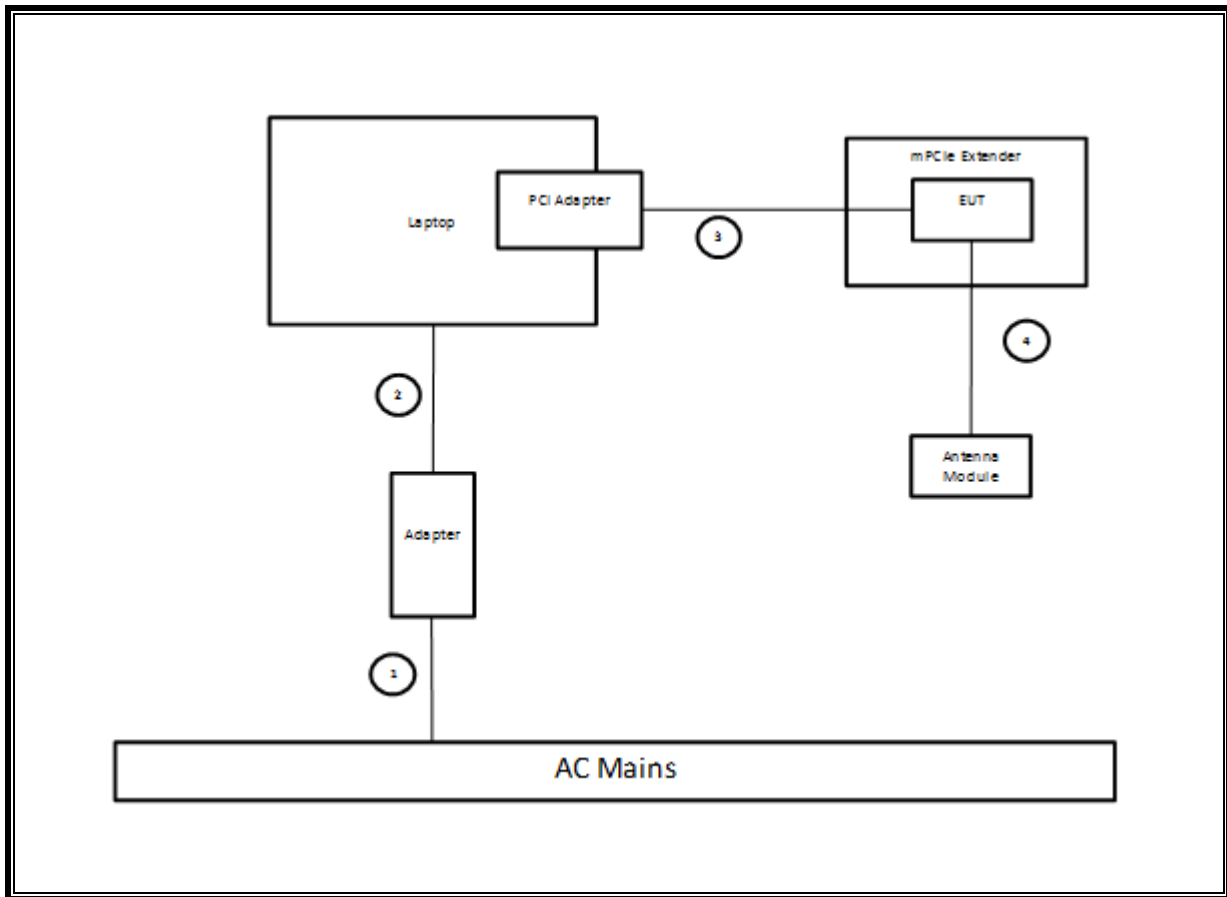 mPCIe Extender
PCI Adapter
EUT
Laptop
3
4
2
Antenna
Module
Adapter
1
AC Mains